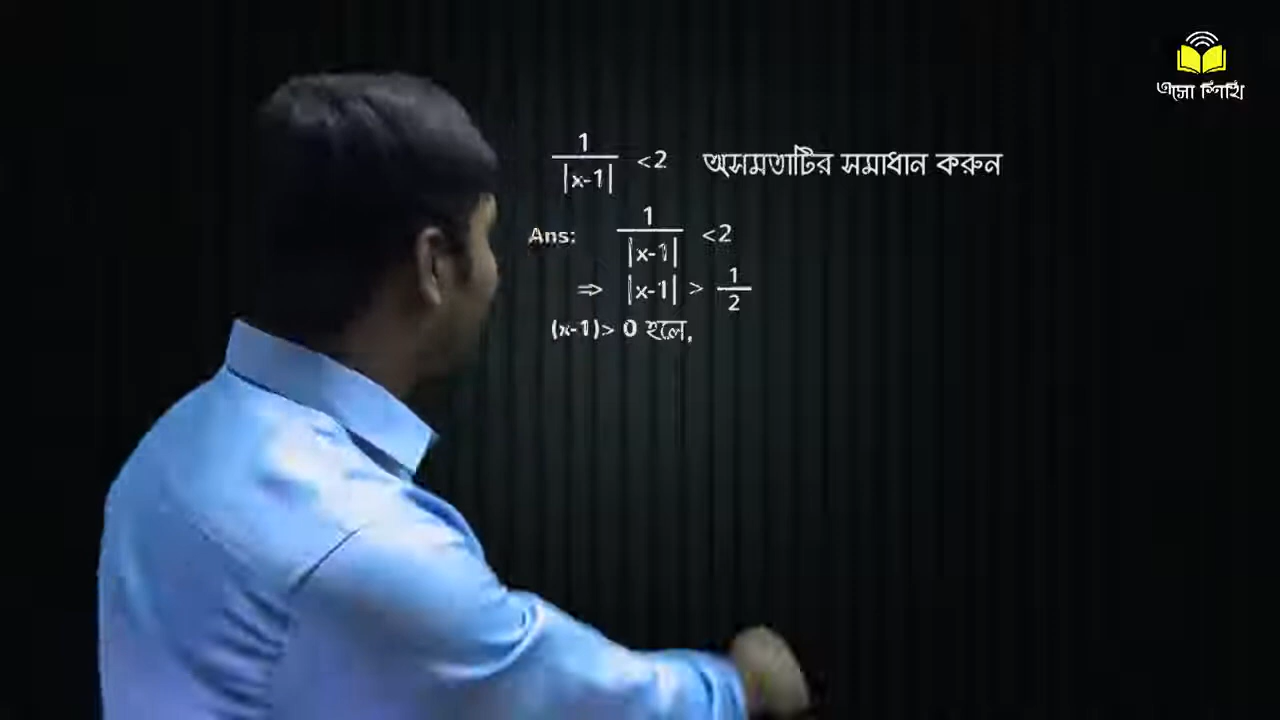 এসো শিখি
1/|x-1| <2 অসমতাটির সমাধান করুন
Ans: 1/|x-1| <2
⇒ |x-1| > 1/2
(x-1)> 0 হলে,